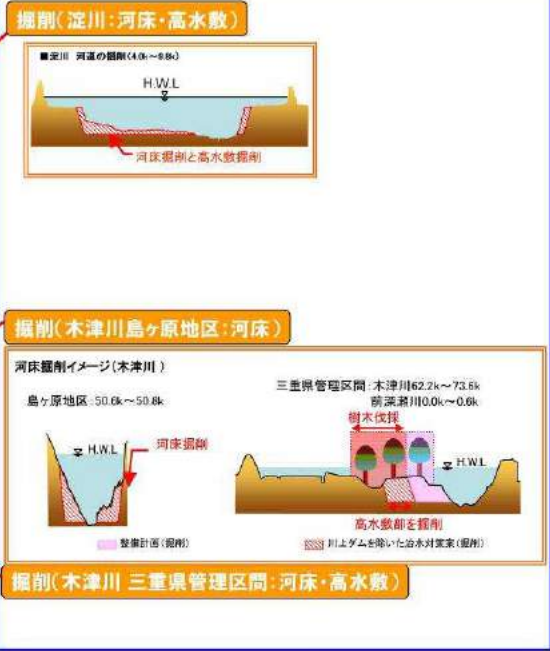 掘削(淀川:河床・高水敷)
■淀川 河道の掘削(4.0k～9.8k)
H.W.L
河床掘削と高水敷掘削
掘削(木津川島ヶ原地区:河床)
河床掘削イメージ(木津川)
島ヶ原地区:50.6k～50.8k
三重県管理区間:木津川62.2k～73.6k
前深瀬川0.0k～0.6k
樹木伐採
H.W.L
河床掘削
H.W.L
高水敷部を掘削
整備計画(掘削)
川上ダムを除いた治水対策案(掘削)
掘削(木津川 三重県管理区間:河床・高水敷)